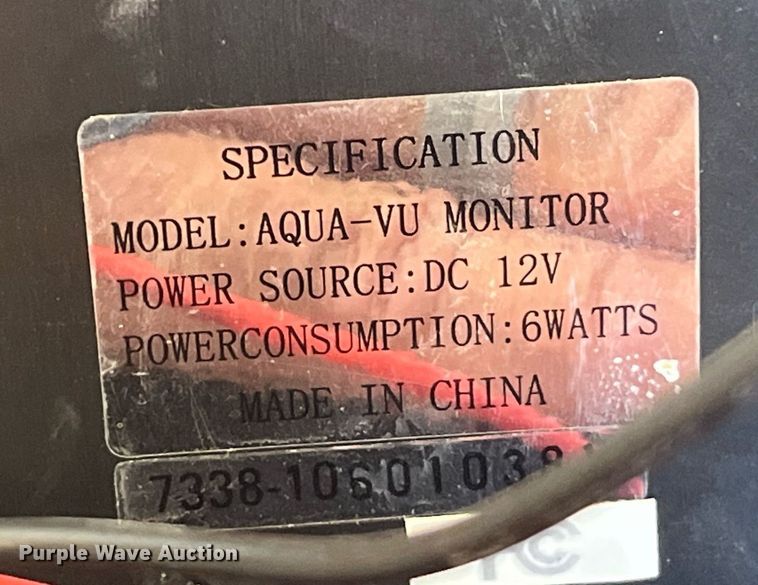 SPECIFICATION
MODEL:AQUA-VU MONITOR
POWER SOURCE:DC 12V
POWERCONSUMPTION:6WATTS
MADE IN CHINA
Purple Wave Auction